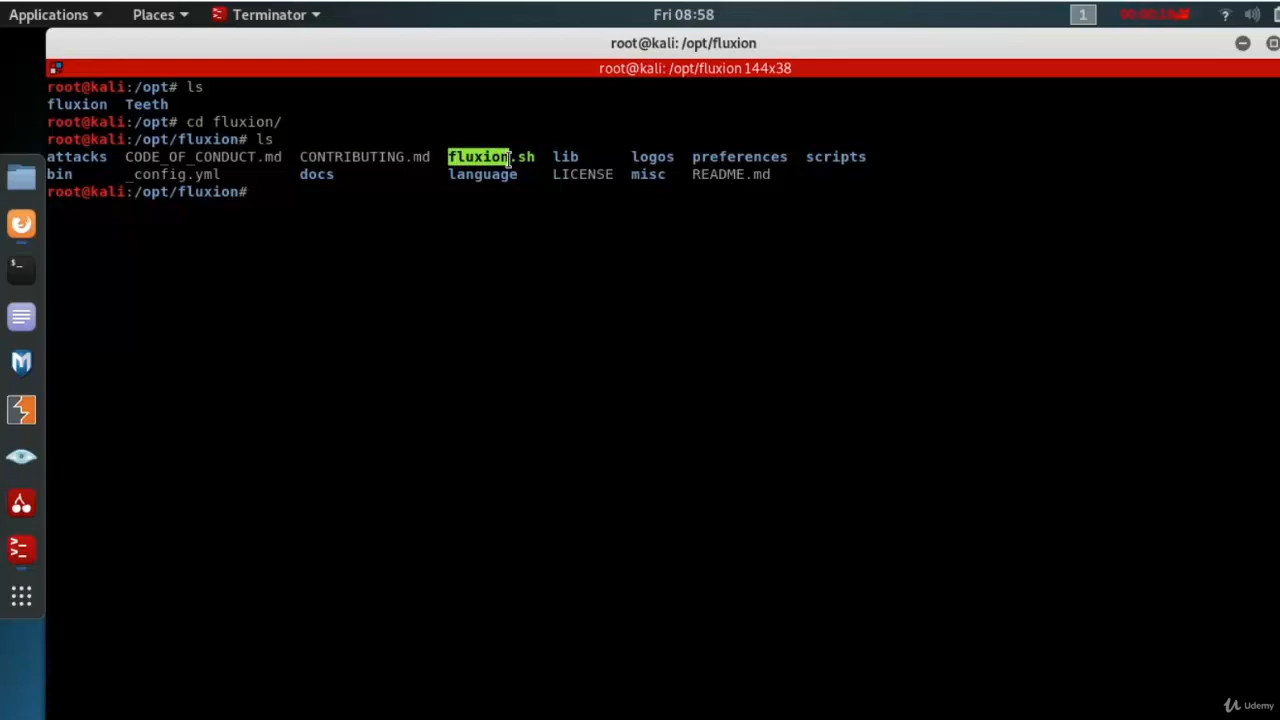 Applications Places Terminator Fri 08:58 1 ?
root@kali: /opt/fluxion
root@kali: /opt/fluxion 144x38
root@kali:/opt# ls
fluxion Teeth
root@kali:/opt# cd fluxion/
root@kali:/opt/fluxion# ls
attacks CODE_OF_CONDUCT.md CONTRIBUTING.md fluxion.sh lib logos preferences scripts
bin _config.yml docs language LICENSE misc README.md
root@kali:/opt/fluxion#
Udemy